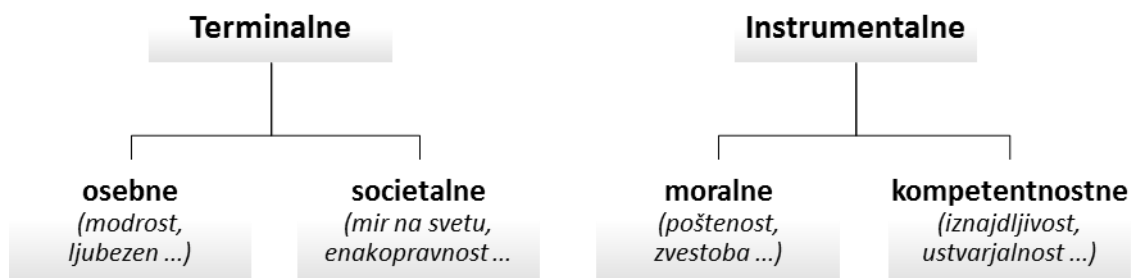 Terminalne
Instrumentalne
osebne
(modrost,
ljubezen ...)
societalne
(mir na svetu,
enakopravnost ...
moralne
(poštenost,
zvestoba ...)
kompetentnostne
(iznajdljivost,
ustvarjalnost ...)